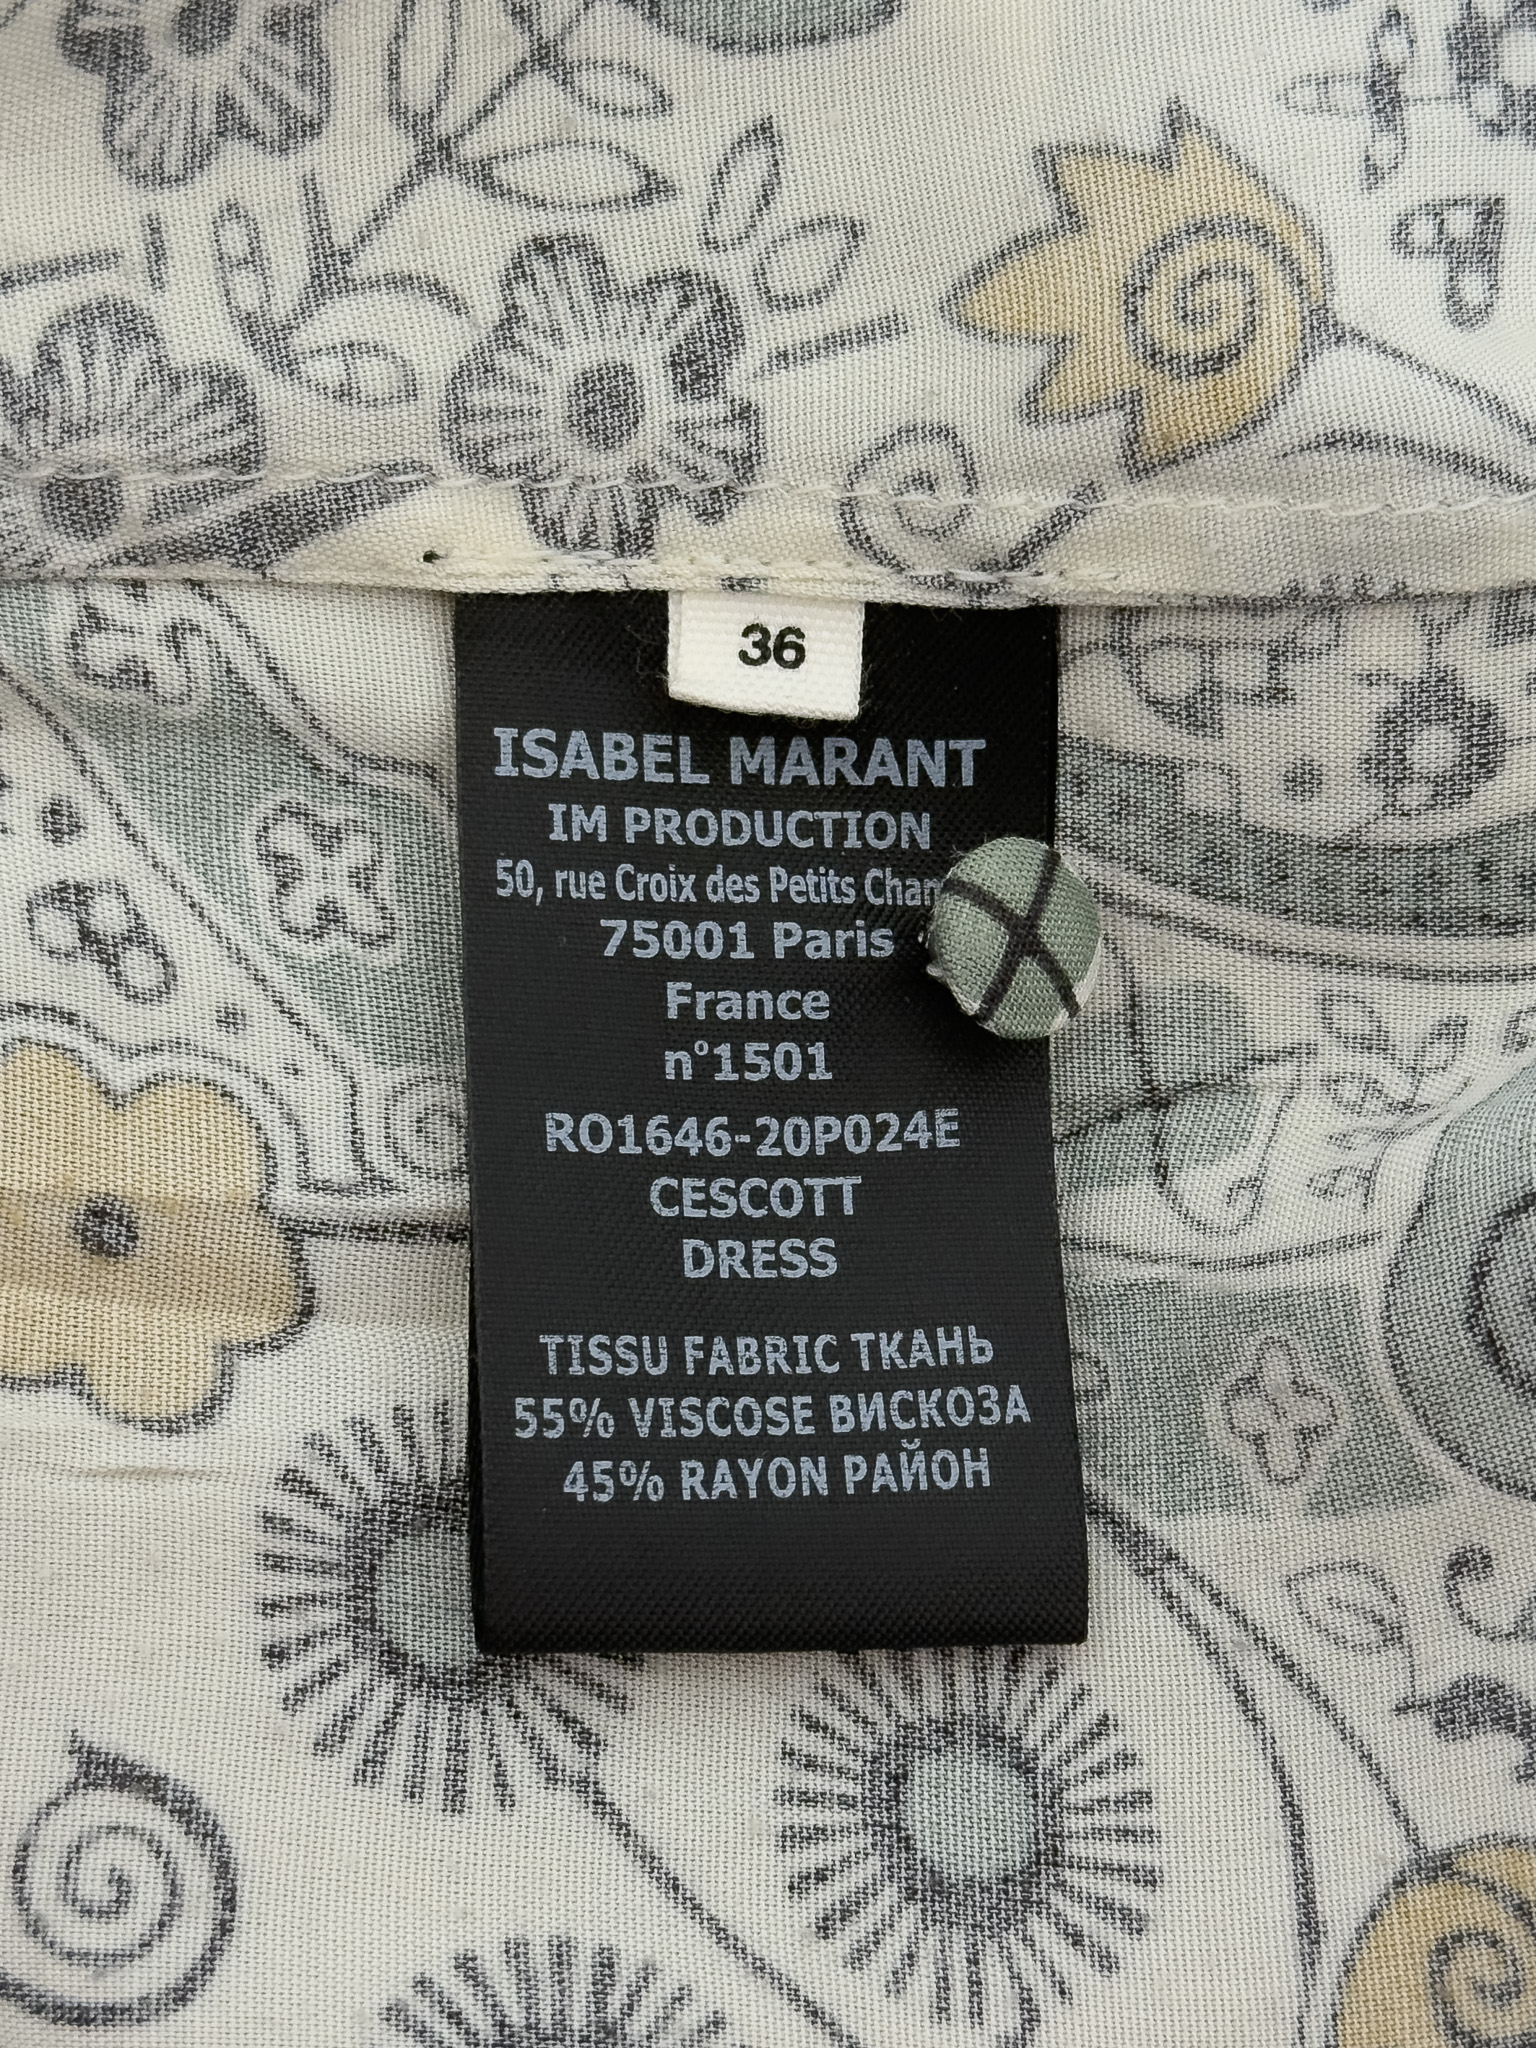 36
ISABEL MARANT
IM PRODUCTION
50, rue Croix des Petits
75001 Paris
France
n°1501
RO1646-20P024E
CESCOTT
DRESS
TISSU FABRIC ТКАНЬ
55% VISCOSE ВИСКОЗА
45% RAYON РАЙОН